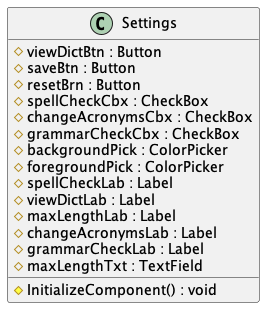 C Settings
viewDictBtn : Button
saveBtn : Button
resetBrn : Button
spellCheckCbx : CheckBox
changeAcronymsCbx : CheckBox
grammarCheckCbx : CheckBox
backgroundPick : ColorPicker
foregroundPick : ColorPicker
spellCheckLab : Label
viewDictLab : Label
maxLengthLab : Label
changeAcronymsLab : Label
grammarCheckLab : Label
maxLengthTxt : TextField
InitializeComponent() : void